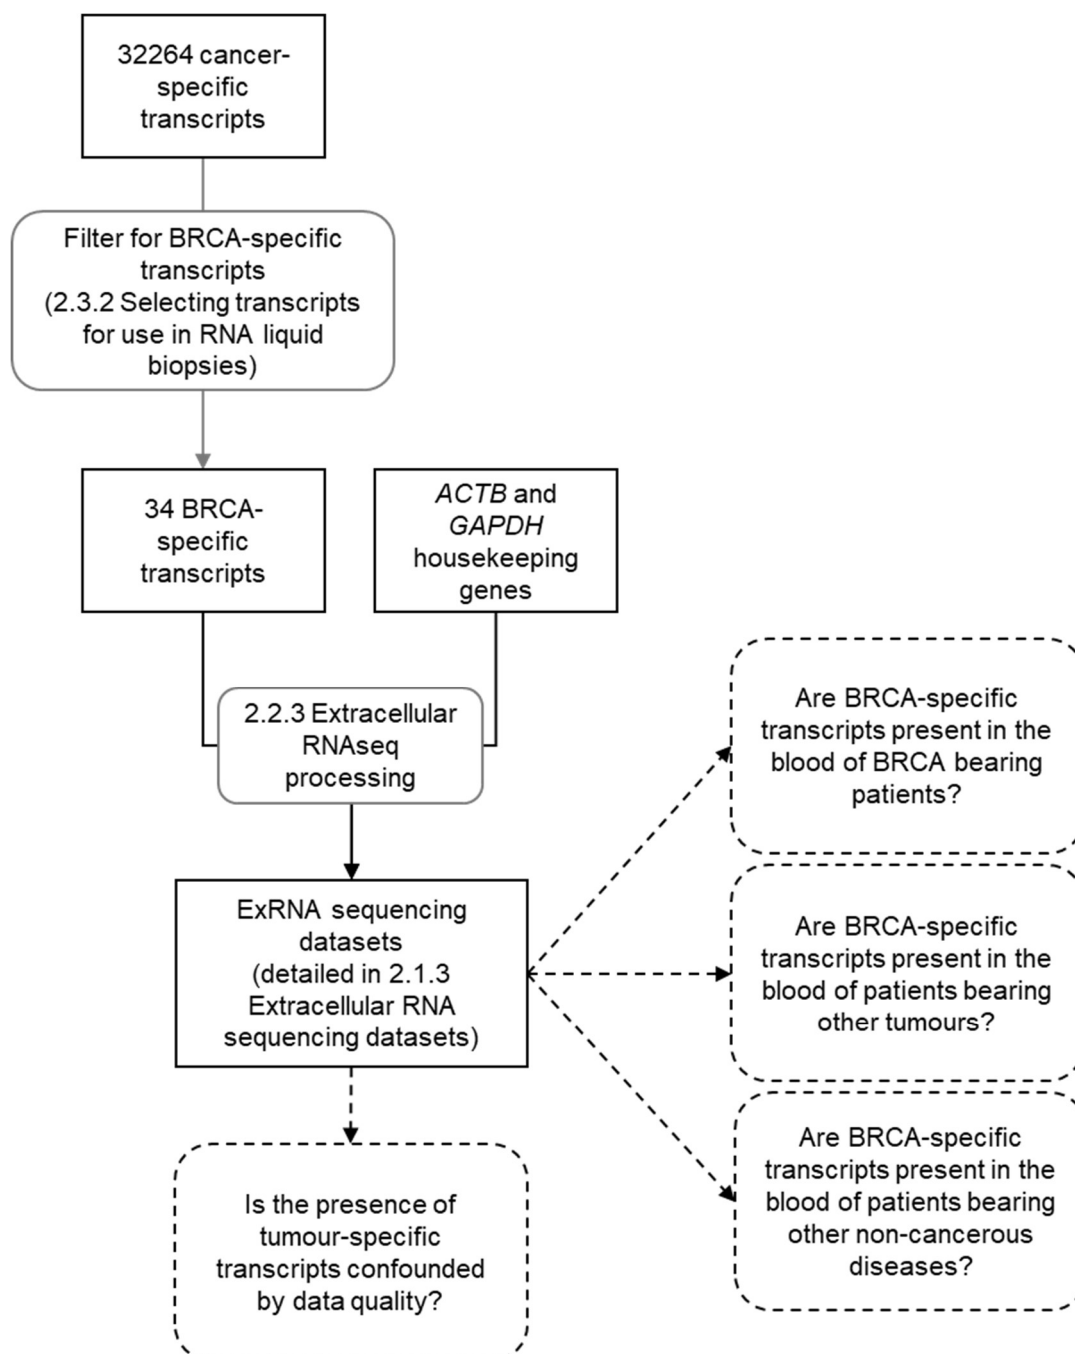 32264 cancer-
specific
transcripts
Filter for BRCA-specific
transcripts
(2.3.2 Selecting transcripts
for use in RNA liquid
biopsies)
34 BRCA-
specific
transcripts
ACTB and
GAPDH
housekeeping
genes
2.2.3 Extracellular
RNAseq
processing
ExRNA sequencing
datasets
(detailed in 2.1.3
Extracellular RNA
sequencing datasets)
Are BRCA-specific
transcripts present in the
blood of BRCA bearing
patients?
Are BRCA-specific
transcripts present in the
blood of patients bearing
other tumours?
Are BRCA-specific
transcripts present in the
blood of patients bearing
other non-cancerous
diseases?
Is the presence of
tumour-specific
transcripts confounded
by data quality?